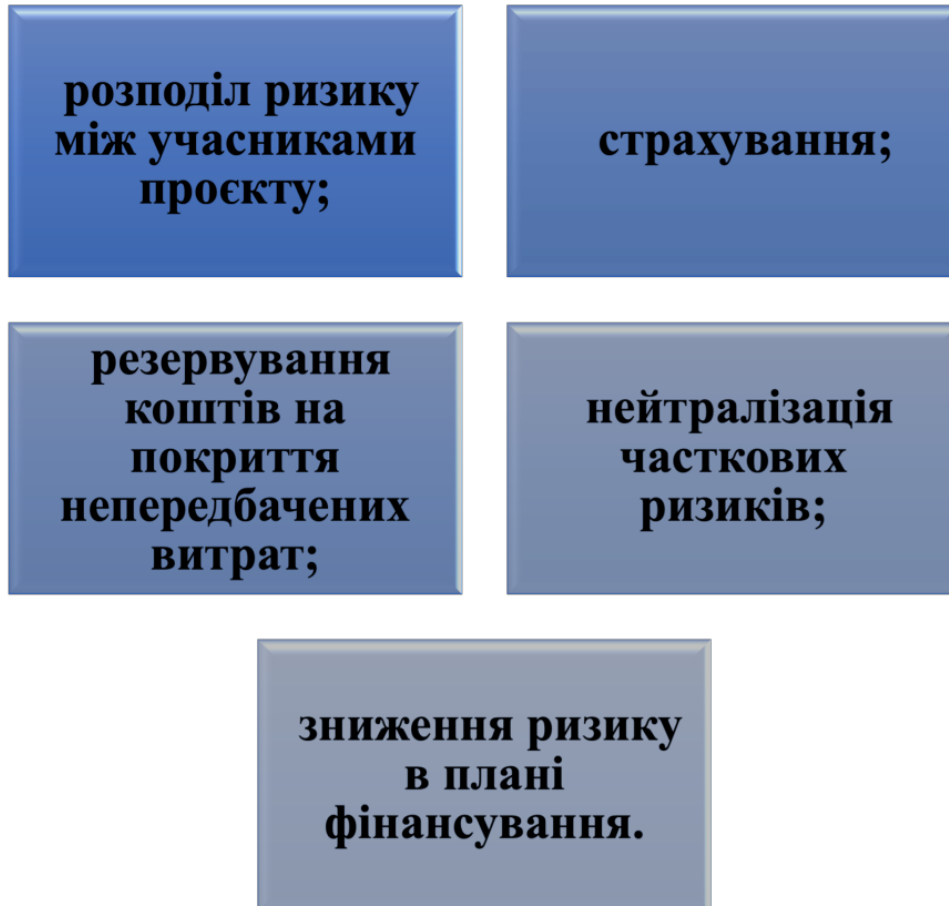 розподіл ризику
між учасниками
проєкту;
страхування;
резервування
коштів на
покриття
непередбачених
витрат;
нейтралізація
часткових
ризиків;
зниження ризику
в плані
фінансування.